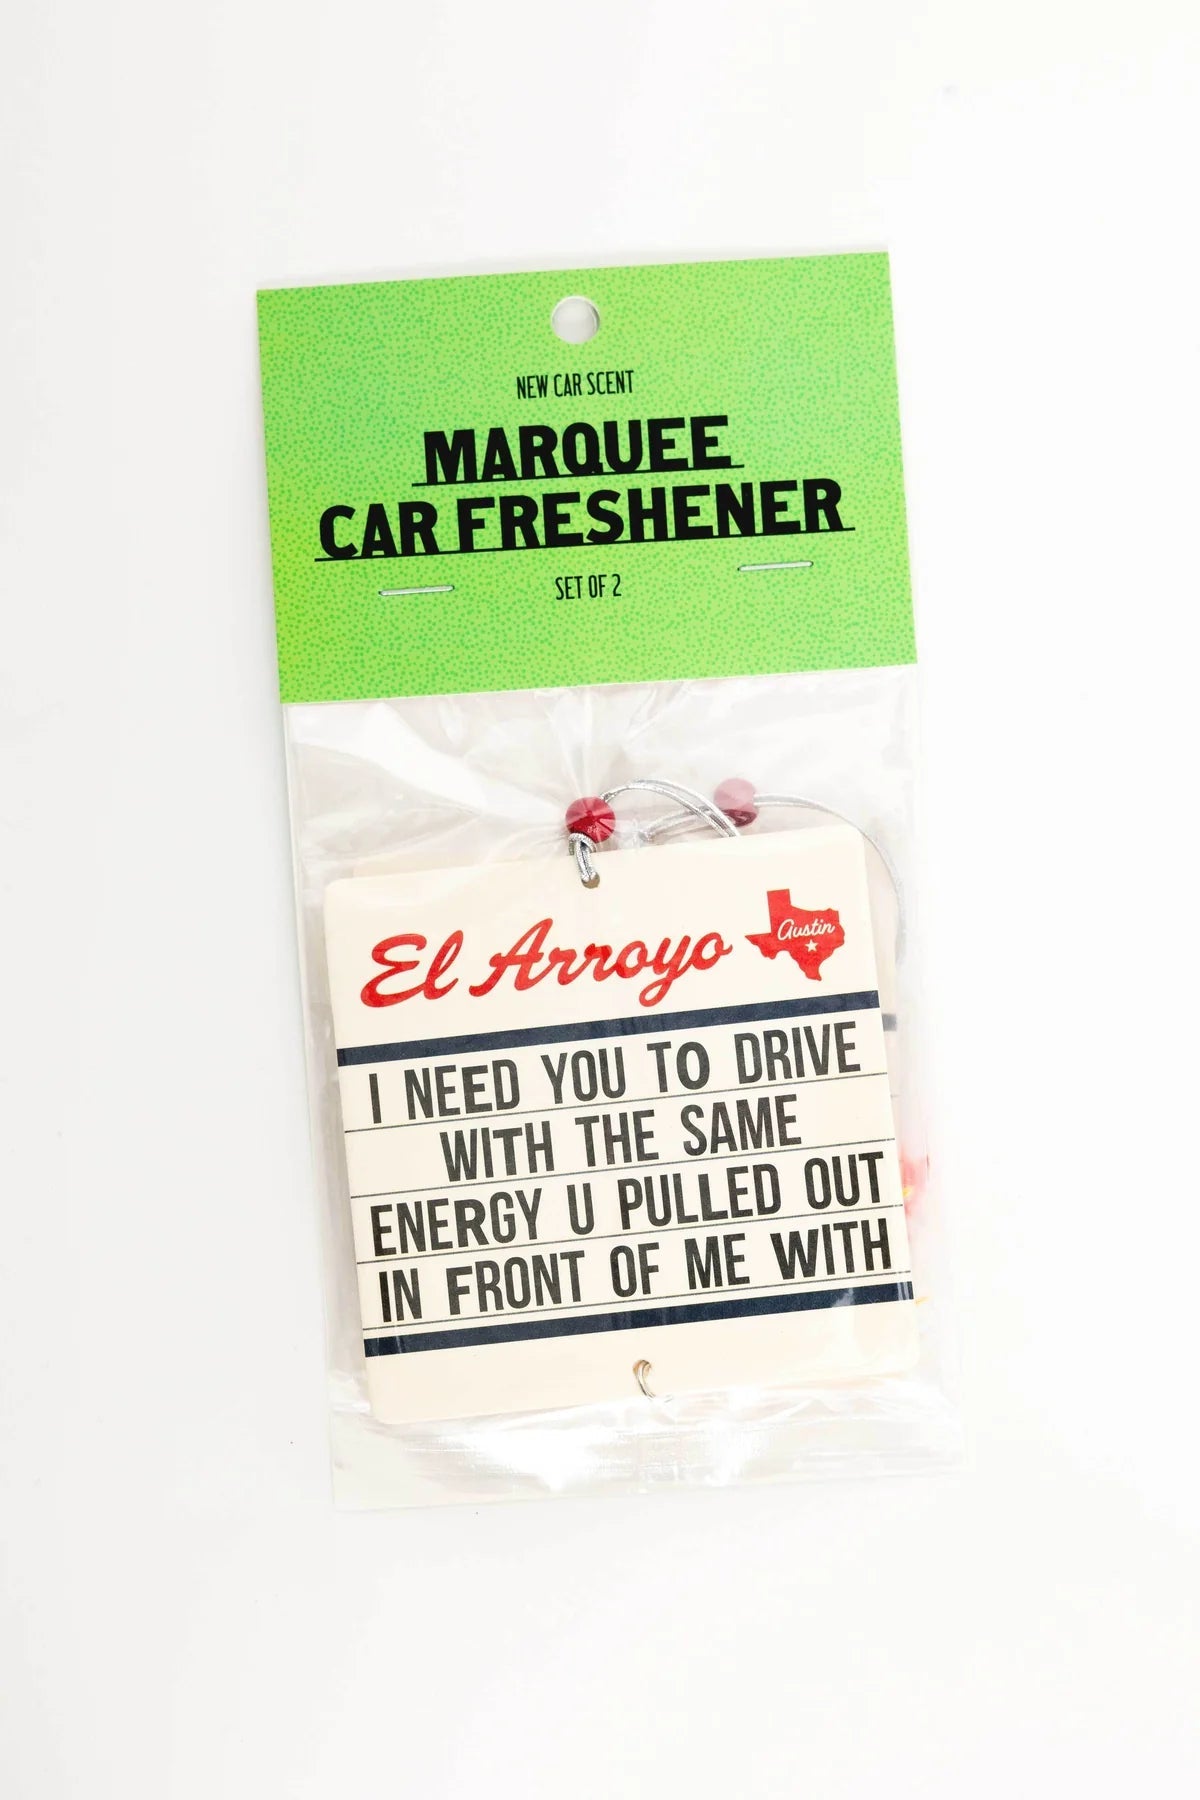 NEW CAR SCENT
MARQUEE
CAR FRESHENER
SET OF 2
El Arroyo
Austin
I NEED YOU TO DRIVE
WITH THE SAME
ENERGY U PULLED OUT
IN FRONT OF ME WITH